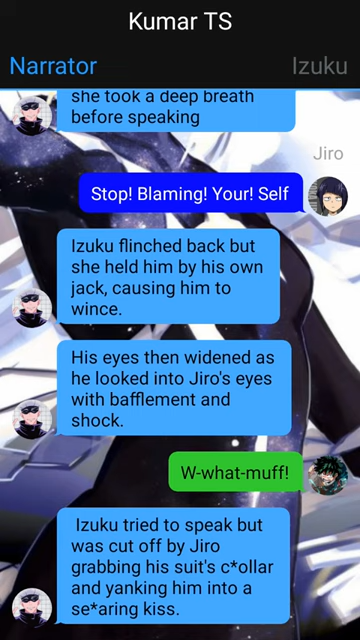 Kumar TS
Narrator
Izuku
she took a deep breath
before speaking
Jiro
Stop! Blaming! Your! Self
Izuku flinched back but
she held him by his own
jack, causing him to
wince.
His eyes then widened as
he looked into Jiro's eyes
with bafflement and
shock.
W-what-muff!
Izuku tried to speak but
was cut off by Jiro
grabbing his suit's c*ollar
and yanking him into a
se*aring kiss.